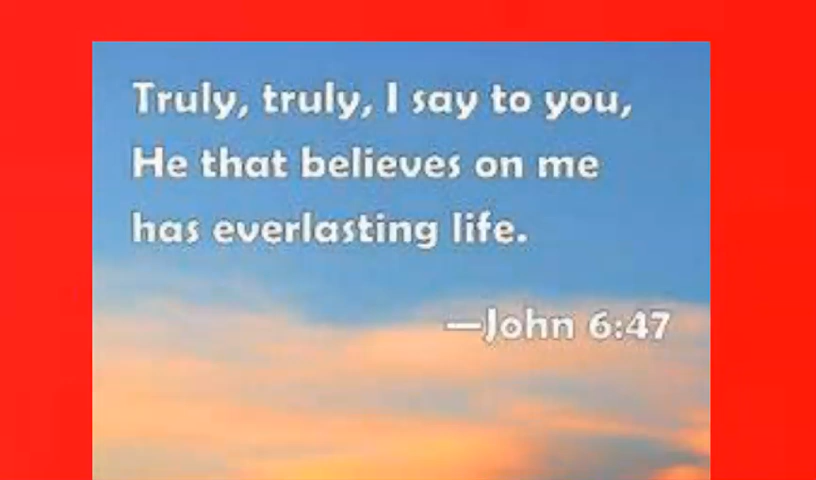 Truly, truly, I say to you,
He that believes on me
has everlasting life.
—John 6:47